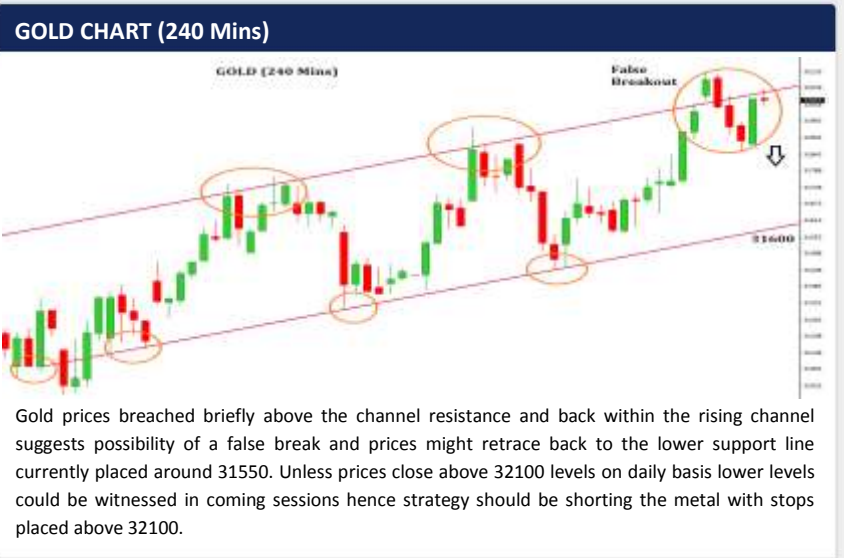 GOLD CHART (240 Mins)
GOLD (240 Mins)
False
Breakout
31600
Gold prices breached briefly above the channel resistance and back within the rising channel
suggests possibility of a false break and prices might retrace back to the lower support line
currently placed around 31550. Unless prices close above 32100 levels on daily basis lower levels
could be witnessed in coming sessions hence strategy should be shorting the metal with stops
placed above 32100.